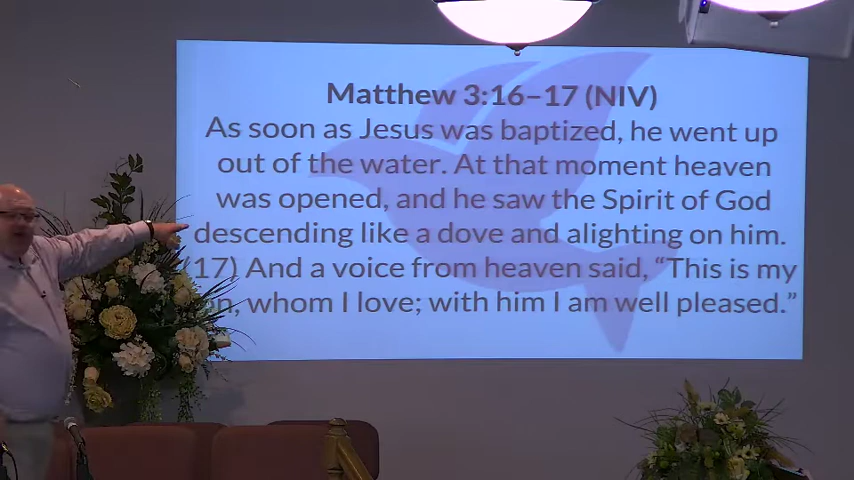 Matthew 3:16–17 (NIV)
As soon as Jesus was baptized, he went up
out of the water. At that moment heaven
was opened, and he saw the Spirit of God
descending like a dove and alighting on him.
(17) And a voice from heaven said, “This is my
whom I love; with him I am well pleased.”